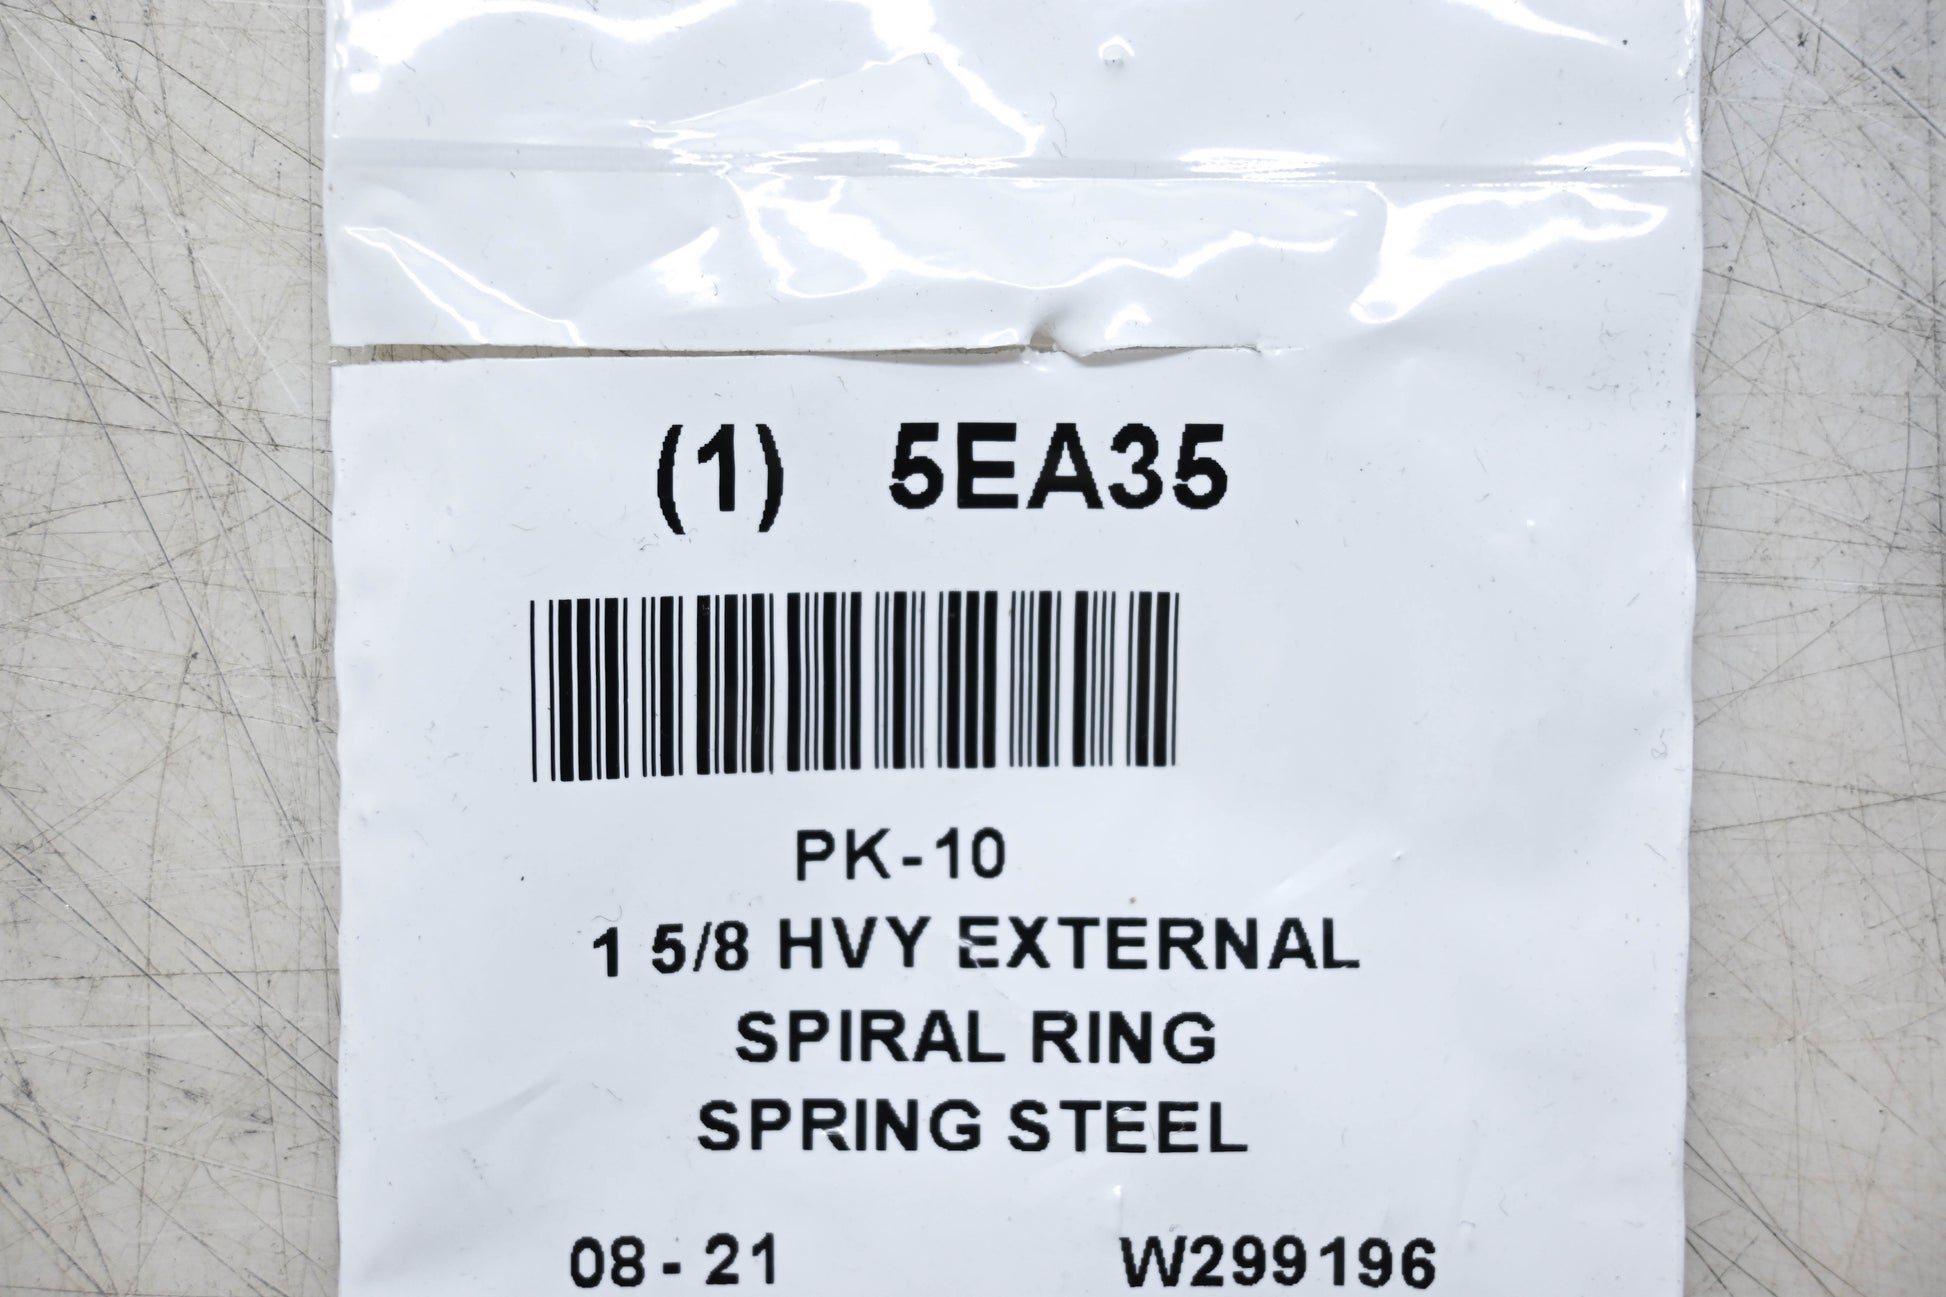 (1) 5EA35
PK-10
1 5/8 HVY EXTERNAL
SPIRAL RING
SPRING STEEL
08-21 W299196